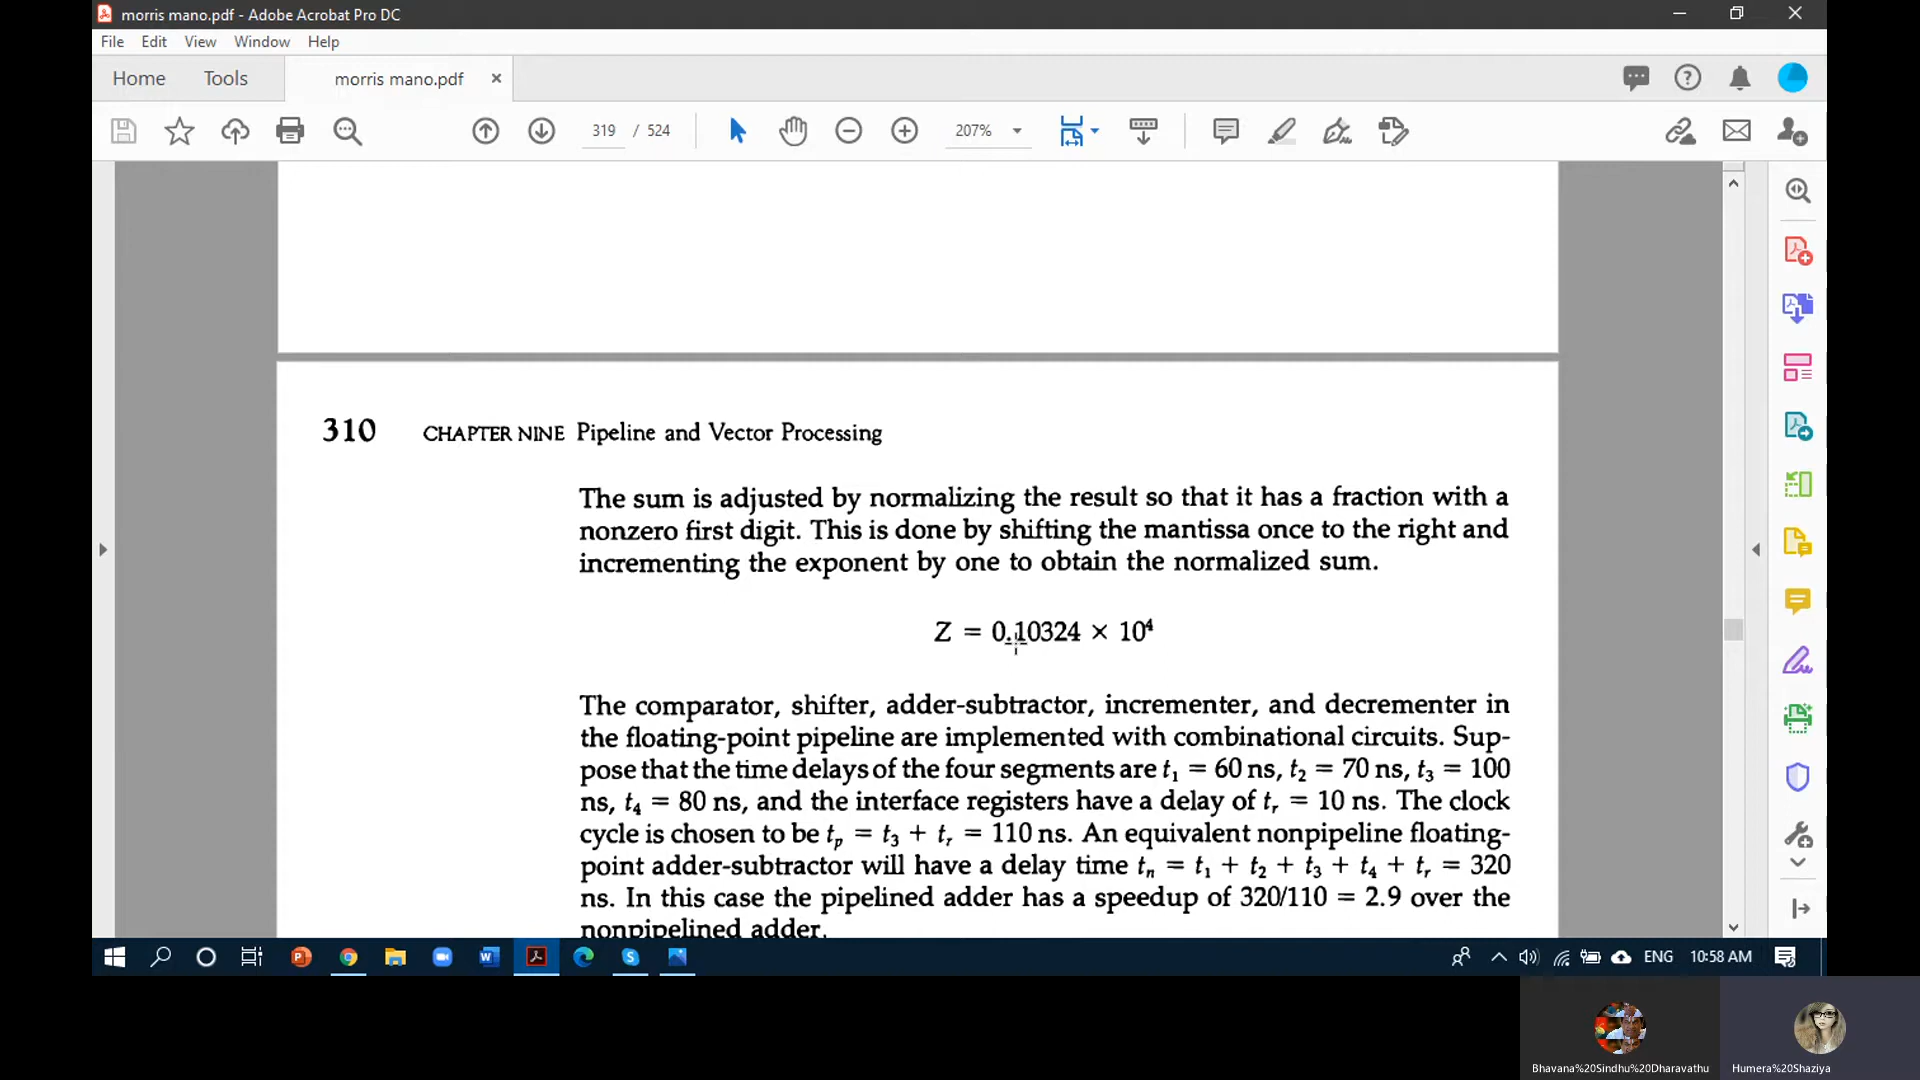 morris mano.pdf - Adobe Acrobat Pro DC
File Edit View Window Help
Home Tools morris mano.pdf
319 / 524 207%
310 CHAPTER NINE Pipeline and Vector Processing
The sum is adjusted by normalizing the result so that it has a fraction with a
nonzero first digit. This is done by shifting the mantissa once to the right and
incrementing the exponent by one to obtain the normalized sum.
Z = 0.10324 × 10⁴
The comparator, shifter, adder-subtractor, incrementer, and decrementer in
the floating-point pipeline are implemented with combinational circuits. Sup-
pose that the time delays of the four segments are t₁ = 60 ns, t₂ = 70 ns, t₃ = 100
ns, t₄ = 80 ns, and the interface registers have a delay of tᵣ = 10 ns. The clock
cycle is chosen to be tₚ = t₃ + tᵣ = 110 ns. An equivalent nonpipeline floating-
point adder-subtractor will have a delay time tₙ = t₁ + t₂ + t₃ + t₄ + tᵣ = 320
ns. In this case the pipelined adder has a speedup of 320/110 = 2.9 over the
nonpipelined adder.
ENG 10:58 AM
Bhavana%20Sindhu%20Dharavathu
Humera%20Shaziya